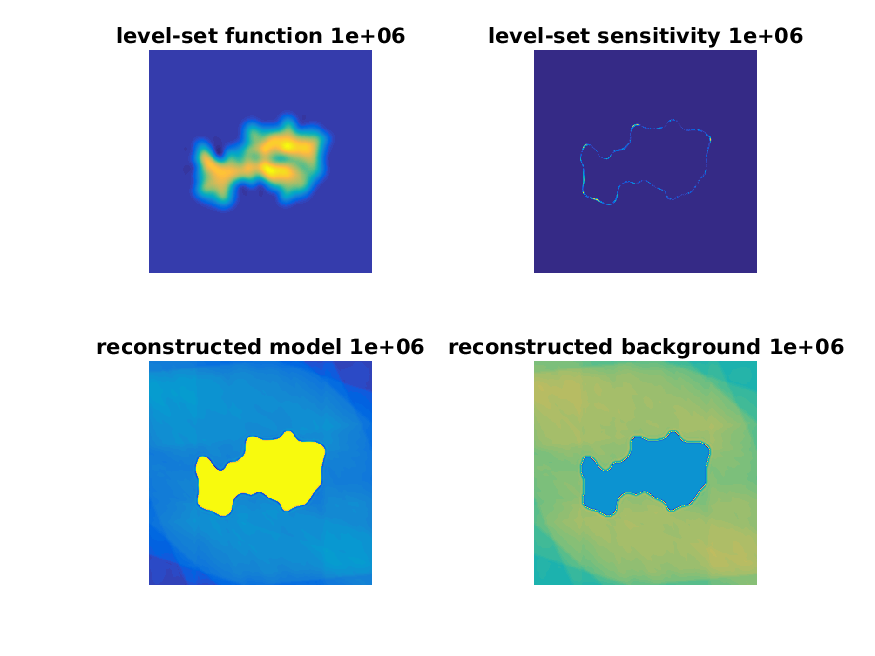 level-set function 1e+06
level-set sensitivity 1e+06
reconstructed model 1e+06
reconstructed background 1e+06